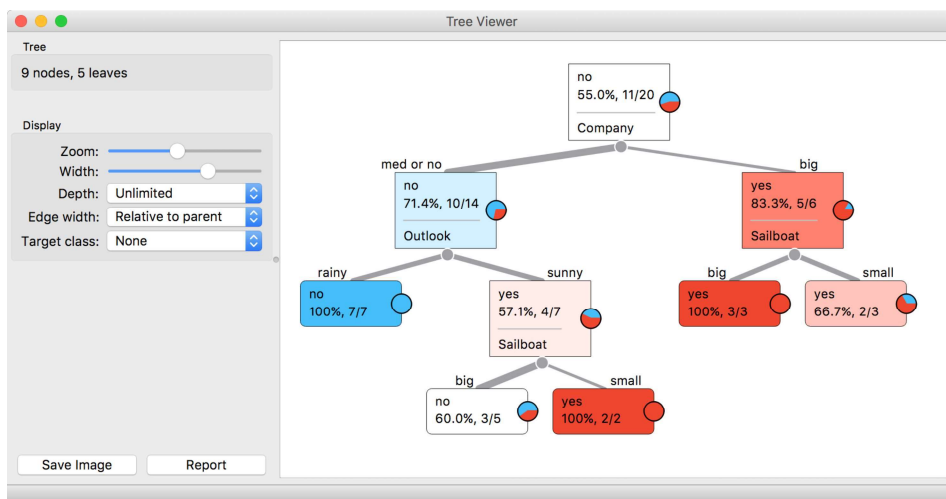 Tree Viewer
Tree
9 nodes, 5 leaves
Display
Zoom:
Width:
Depth: Unlimited
Edge width: Relative to parent
Target class: None
Save Image Report
no
55.0%, 11/20
Company
med or no big
no
71.4%, 10/14
Outlook
yes
83.3%, 5/6
Sailboat
rainy sunny
big small
no
100%, 7/7
yes
57.1%, 4/7
Sailboat
yes
100%, 3/3
yes
66.7%, 2/3
big small
no
60.0%, 3/5
yes
100%, 2/2